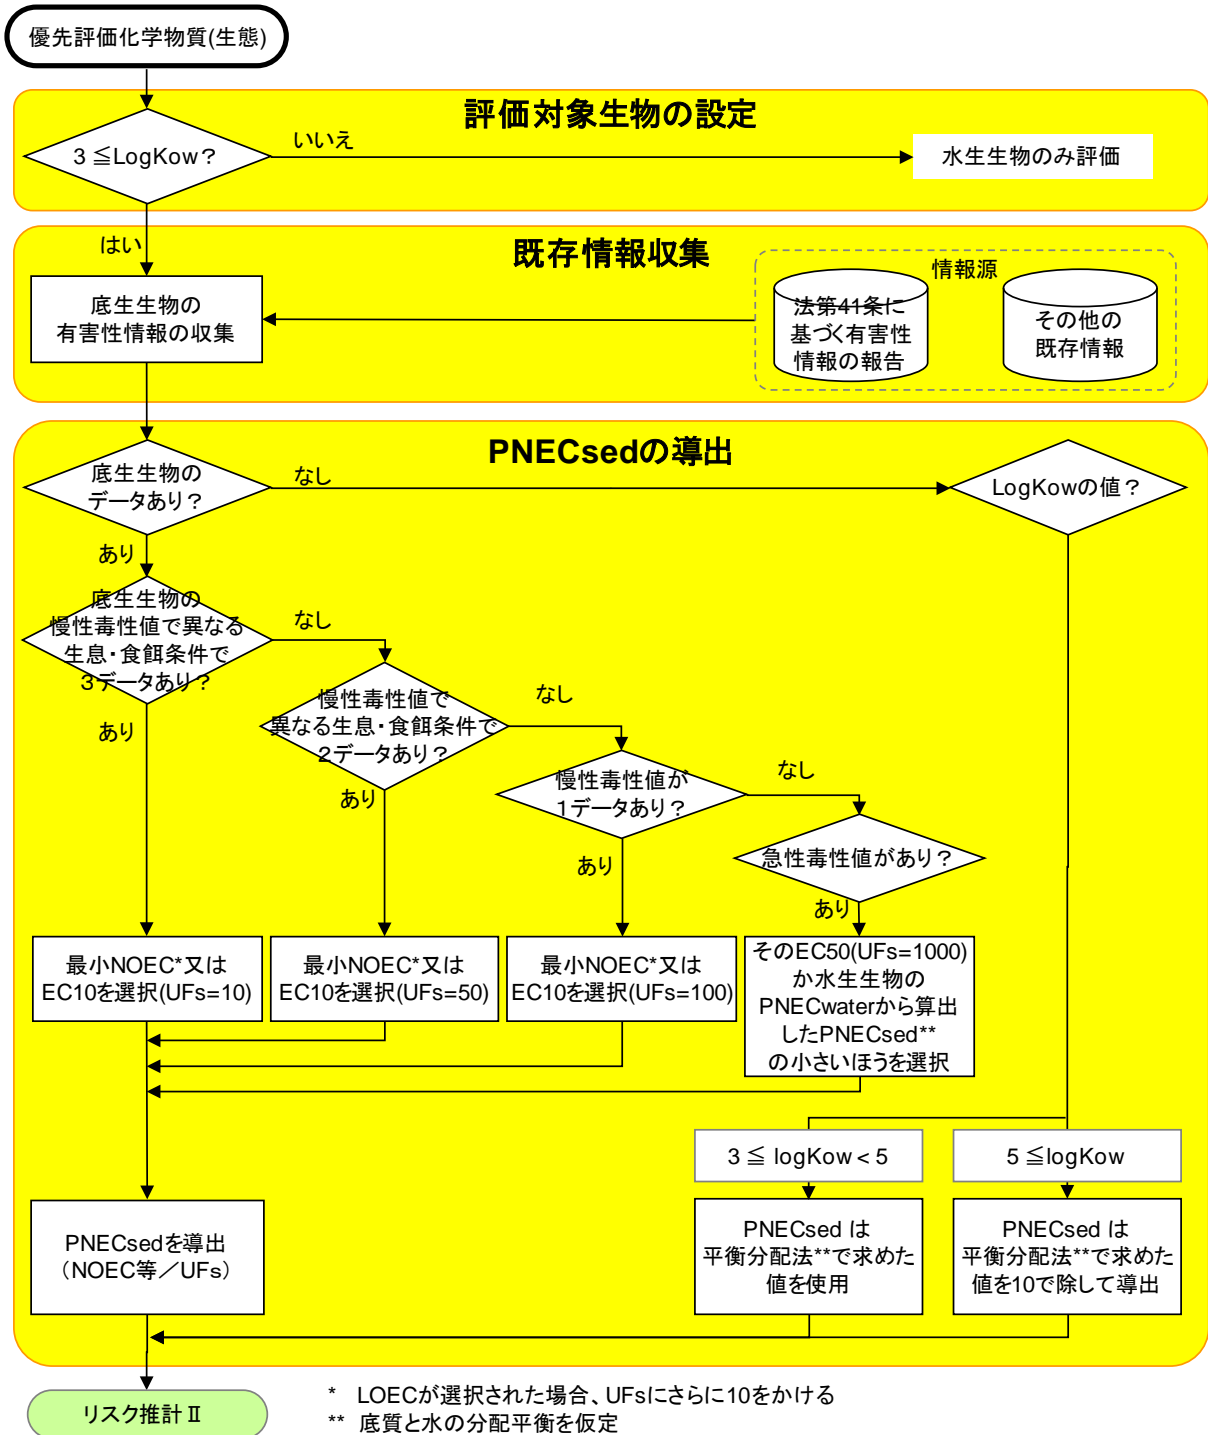 優先評価化学物質(生態)
評価対象生物の設定
3 ≦LogKow？
いいえ
水生生物のみ評価
はい
既存情報収集
底生生物の
有害性情報の収集
情報源
法第41条に
基づく有害性
情報の報告
その他の
既存情報
PNECsedの導出
底生生物の
データあり？
なし
LogKowの値？
あり
底生生物の
慢性毒性値で異なる
生息・食餌条件で
３データあり？
なし
あり
慢性毒性値で
異なる生息・食餌条件で
２データあり？
なし
あり
慢性毒性値が
１データあり？
なし
あり
急性毒性値があり？
あり
最小NOEC*又は
EC10を選択(UFs=10)
最小NOEC*又は
EC10を選択(UFs=50)
最小NOEC*又は
EC10を選択(UFs=100)
そのEC50(UFs=1000)
か水生生物の
PNECwaterから算出
したPNECsed**
の小さいほうを選択
3 ≦ logKow＜5
5 ≦logKow
PNECsedを導出
（NOEC等／UFs）
PNECsed は
平衡分配法**で求めた
値を使用
PNECsed は
平衡分配法**で求めた
値を10で除して導出
リスク推計Ⅱ
* LOECが選択された場合、UFsにさらに10をかける
** 底質と水の分配平衡を仮定